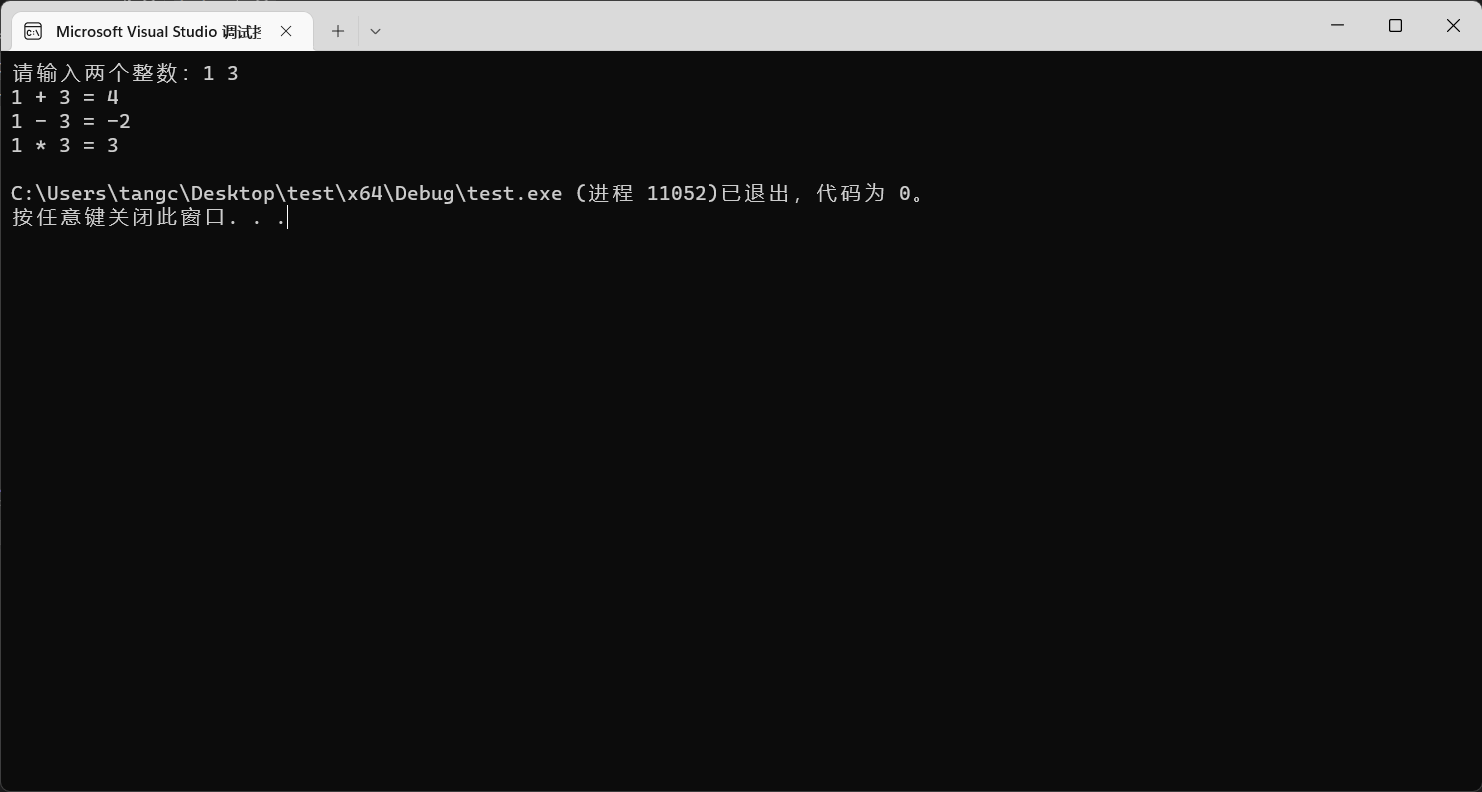 Microsoft Visual Studio 调试
请输入两个整数：1 3
1 + 3 = 4
1 - 3 = -2
1 * 3 = 3
C:\Users\tangc\Desktop\test\x64\Debug\test.exe (进程 11052)已退出，代码为 0。
按任意键关闭此窗口. . .